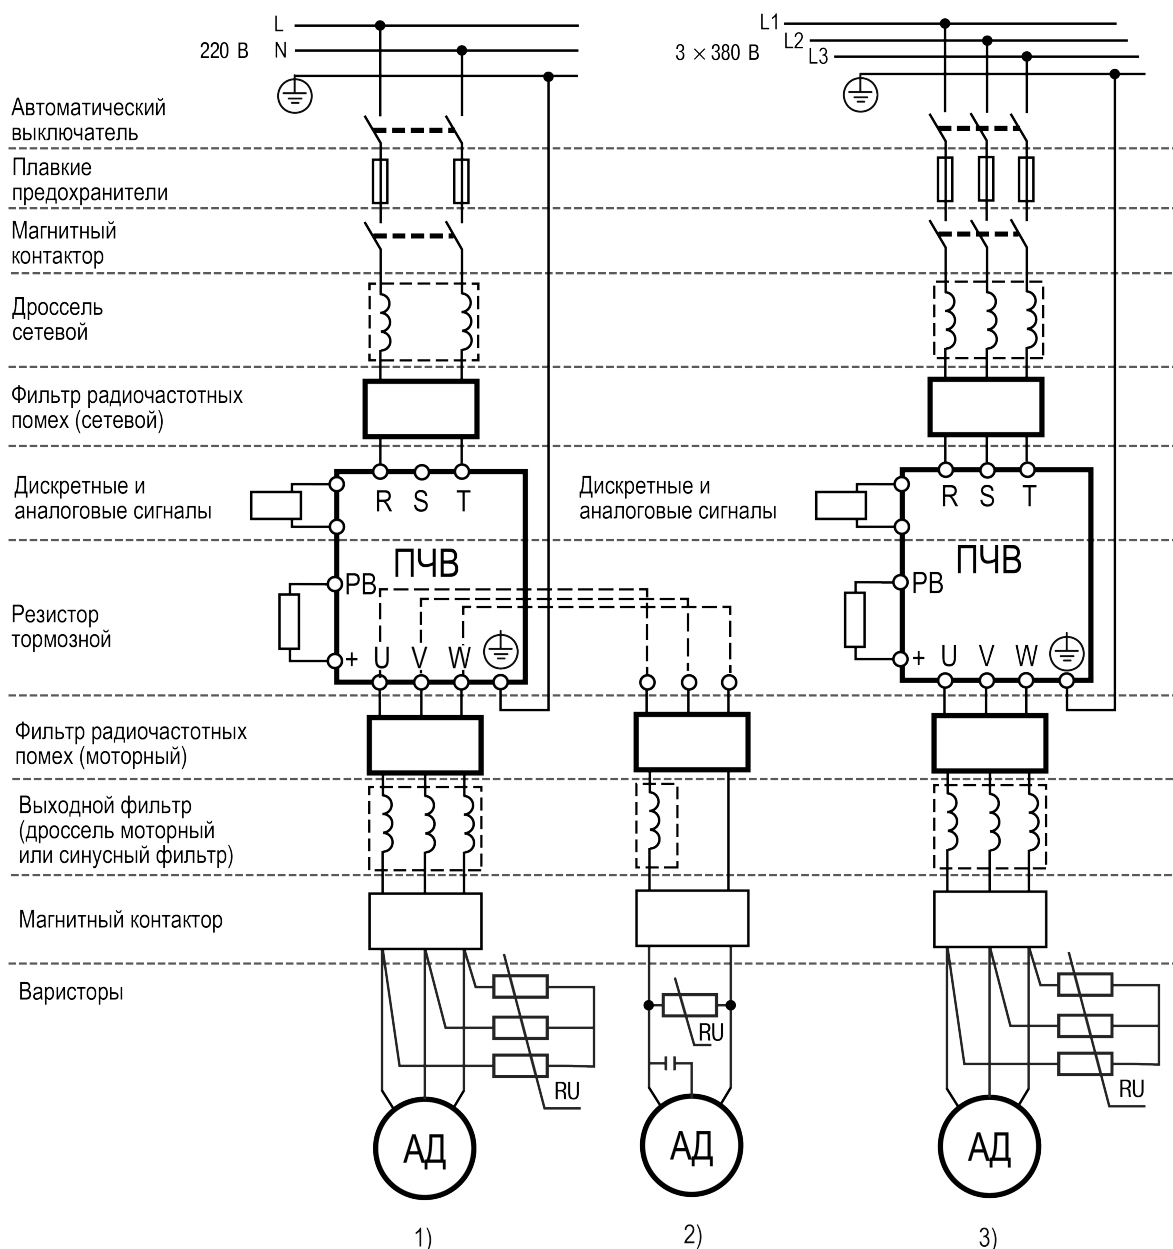 L
220 В
N
L1
L2
3 × 380 В
L3
Автоматический
выключатель
Плавкие
предохранители
Магнитный
контактор
Дроссель
сетевой
Фильтр радиочастотных
помех (сетевой)
Дискретные и
аналоговые сигналы
R S T
Дискретные и
аналоговые сигналы
R S T
ПЧВ
ПЧВ
PB
PB
Резистор
тормозной
+ U V W
+ U V W
Фильтр радиочастотных
помех (моторный)
Выходной фильтр
(дроссель моторный
или синусный фильтр)
Магнитный контактор
Варисторы
RU
RU
RU
АД
АД
АД
1)
2)
3)